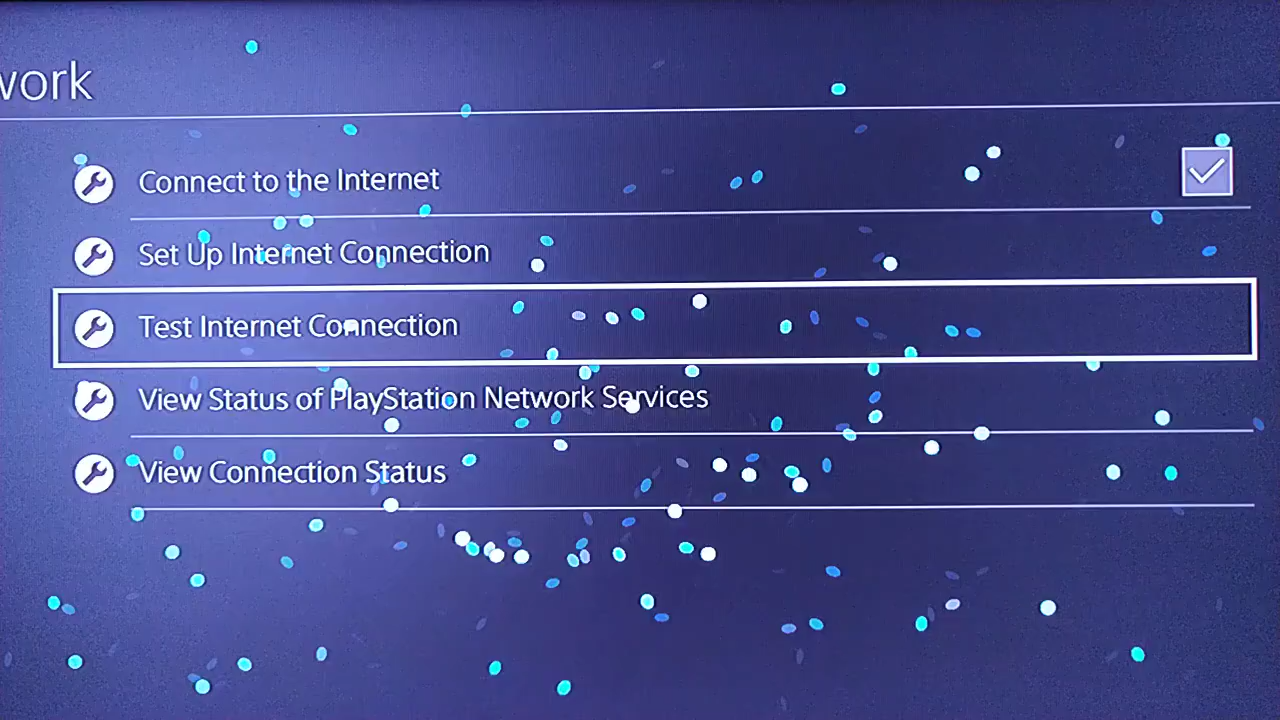 work
Connect to the Internet
Set Up Internet Connection
Test Internet Connection
View Status of PlayStation Network Services
View Connection Status